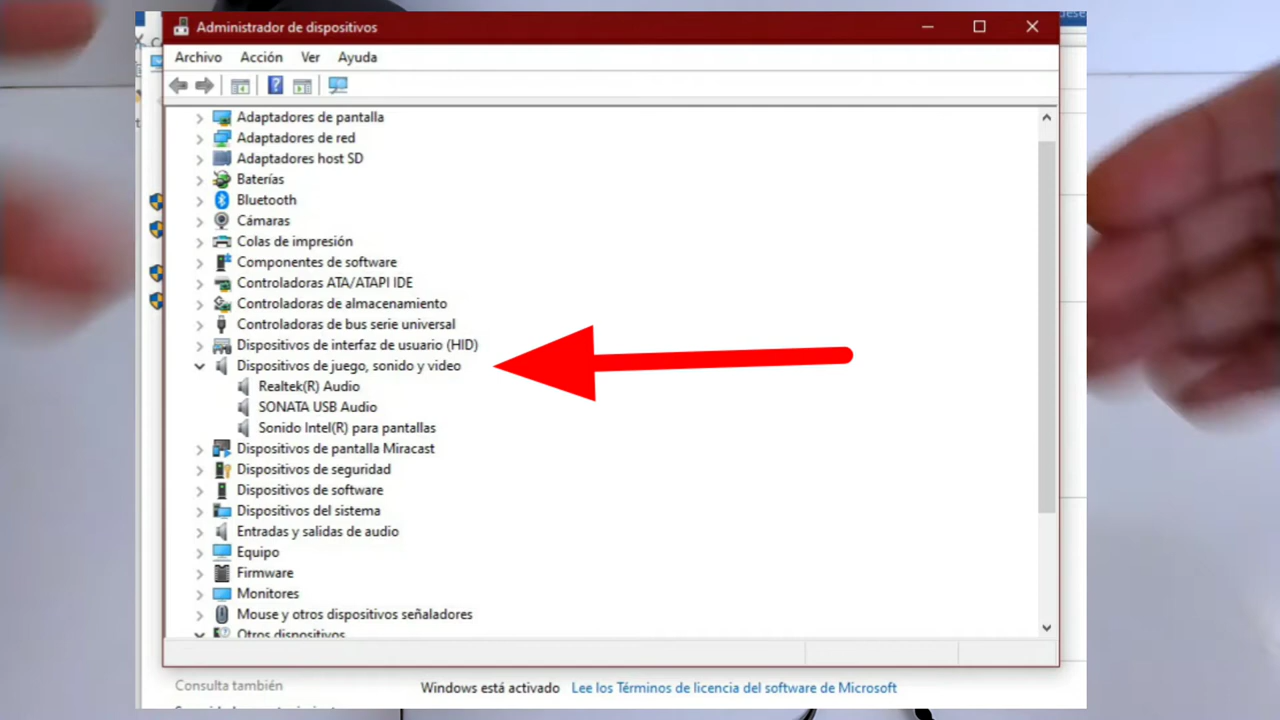 Administrador de dispositivos
Archivo Acción Ver Ayuda
Adaptadores de pantalla
Adaptadores de red
Adaptadores host SD
Baterías
Bluetooth
Cámaras
Colas de impresión
Componentes de software
Controladoras ATA/ATAPI IDE
Controladoras de almacenamiento
Controladoras de bus serie universal
Dispositivos de interfaz de usuario (HID)
Dispositivos de juego, sonido y video
Realtek(R) Audio
SONATA USB Audio
Sonido Intel(R) para pantallas
Dispositivos de pantalla Miracast
Dispositivos de seguridad
Dispositivos de software
Dispositivos del sistema
Entradas y salidas de audio
Equipo
Firmware
Monitores
Mouse y otros dispositivos señaladores
Otros dispositivos
Consulta también
Windows está activado Lee los Términos de licencia del software de Microsoft